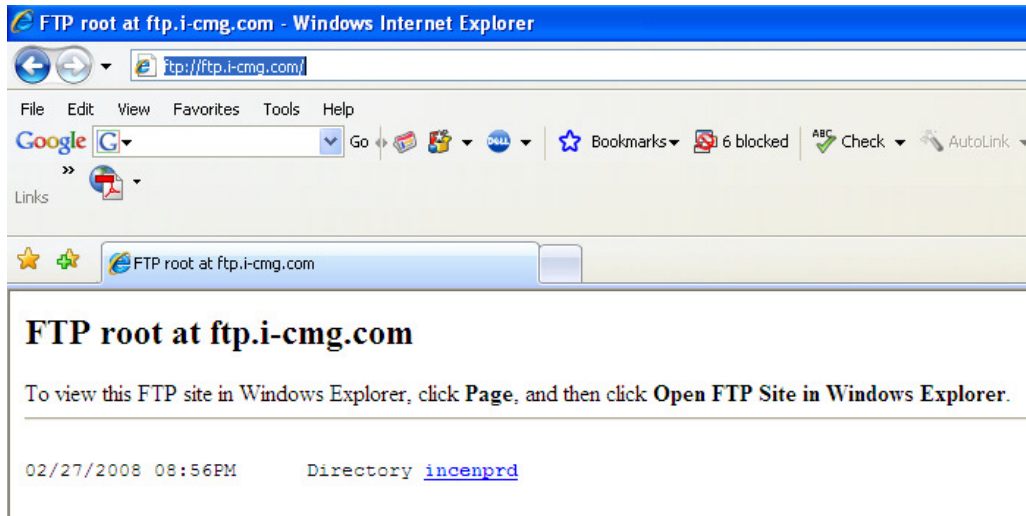 FTP root at ftp.i-cmg.com - Windows Internet Explorer
ftp://ftp.i-cmg.com/
File Edit View Favorites Tools Help
Google G Go DELL Bookmarks 6 blocked ABC Check AutoLink
Links »
FTP root at ftp.i-cmg.com
FTP root at ftp.i-cmg.com
To view this FTP site in Windows Explorer, click Page, and then click Open FTP Site in Windows Explorer.
02/27/2008 08:56PM Directory incenprd